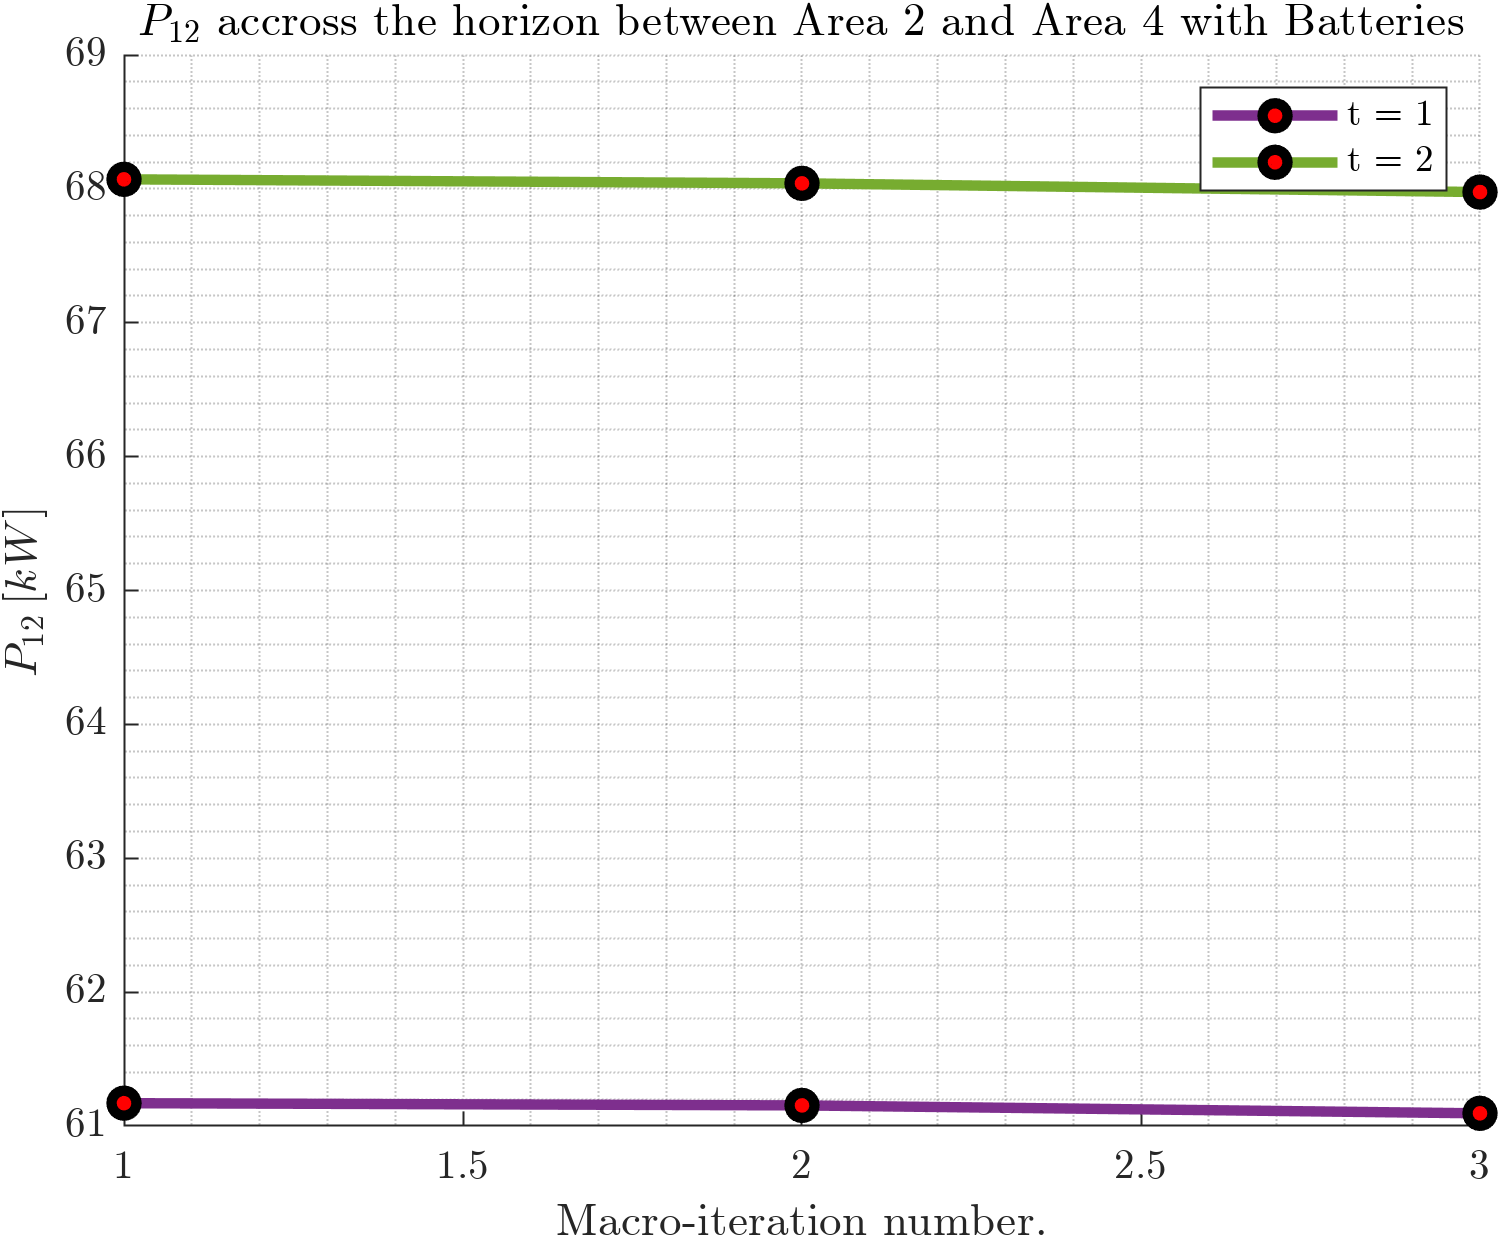 P₁₂ accross the horizon between Area 2 and Area 4 with Batteries
69
68
67
66
65
64
63
62
61
P₁₂ [kW]
t = 1
t = 2
1
1.5
2
2.5
3
Macro-iteration number.